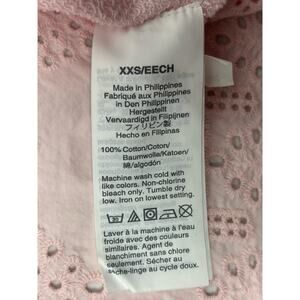 XXS/EECH
Made in Philippines
Fabriqué aux Philippines
In Den Philippinen
Hergestellt
Vervaardigd in Filipijnen
フィリピン製
Hecho en Filipinas
100% Cotton/Coton/
Baumwolle/Katoen/
綿/algodón
Machine wash cold with
like colors. Non-chlorine
bleach only. Tumble dry
low. Iron on lowest setting.
Laver en machine à l'eau
froide avec des couleurs
similaires. Agent de
blanchiment sans chlore
seulement. Sécher au
sèche-linge au cycle doux.